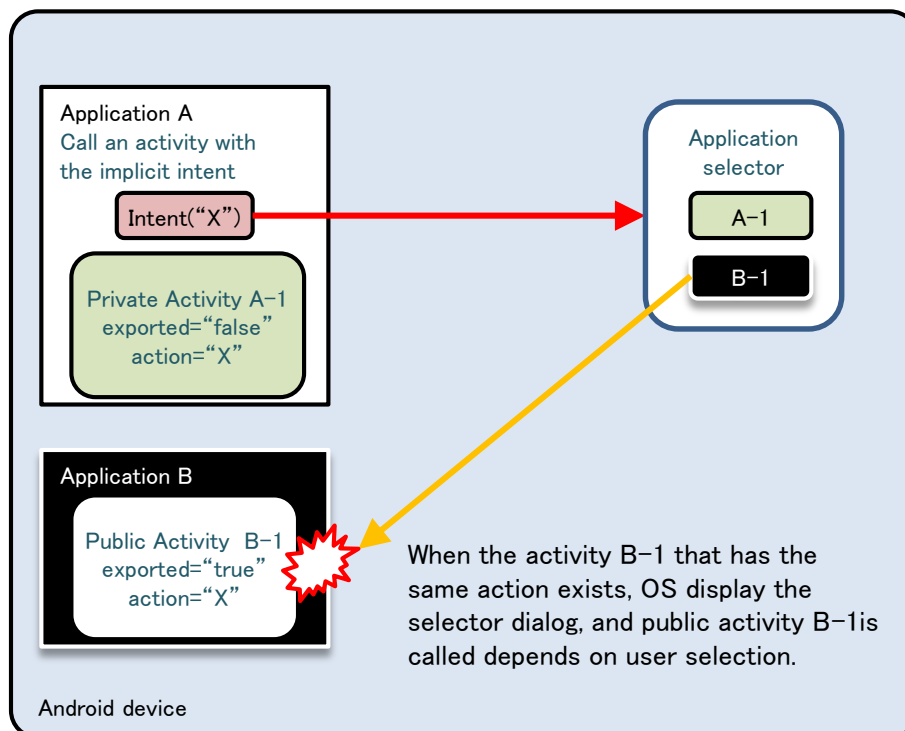 Application A
Call an activity with
the implicit intent
Intent(“X”)
Private Activity A-1
exported=“false”
action=“X”
Application
selector
A-1
B-1
Application B
Public Activity  B-1
exported=“true”
action=“X”
When the activity B-1 that has the
same action exists, OS display the
selector dialog, and public activity B-1is
called depends on user selection.
Android device